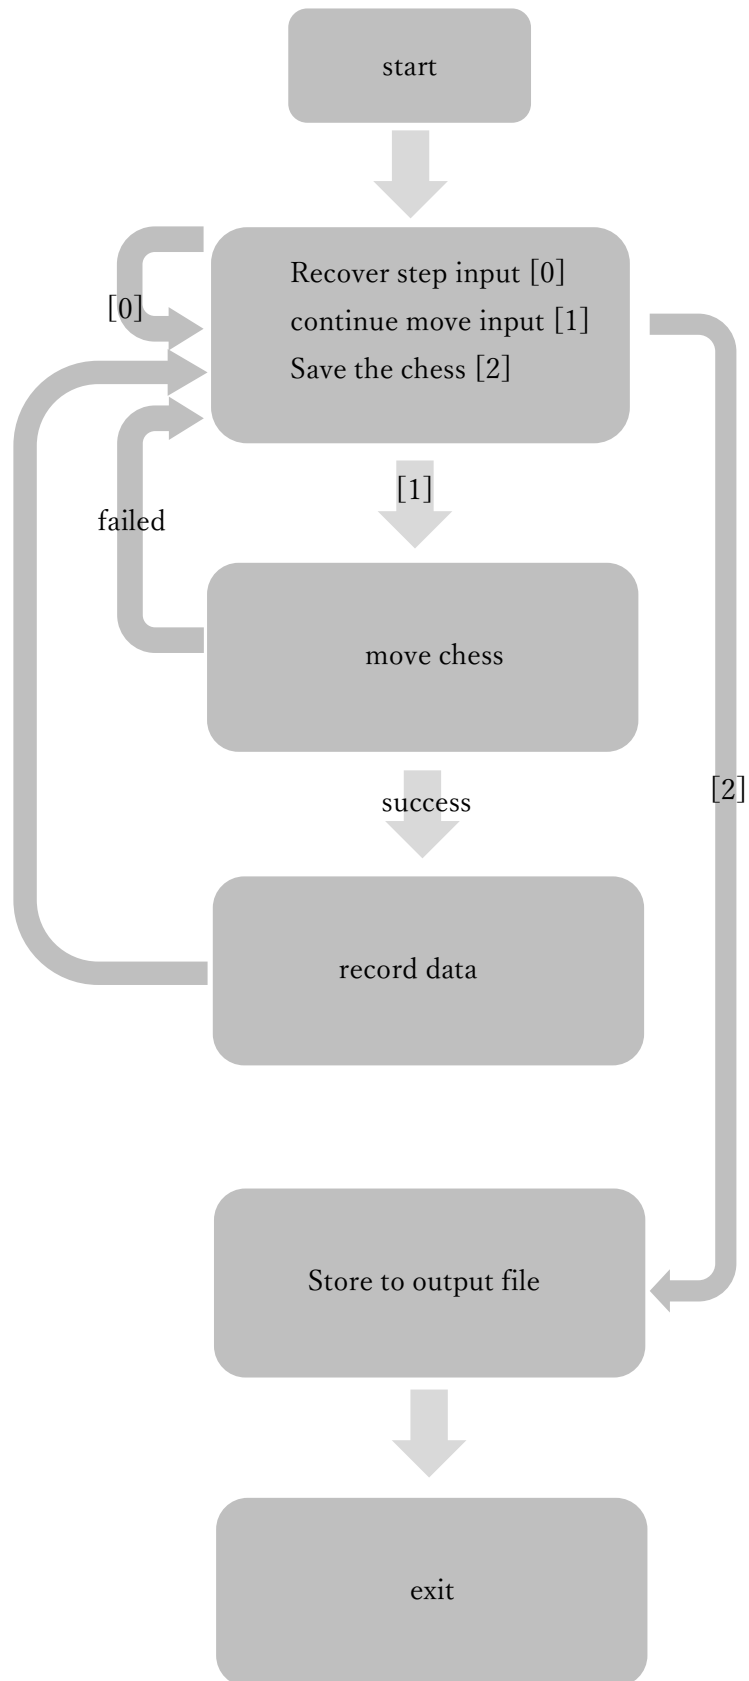 start
Recover step input [0]
continue move input [1]
Save the chess [2]
[0]
[1]
failed
move chess
success
[2]
record data
Store to output file
exit